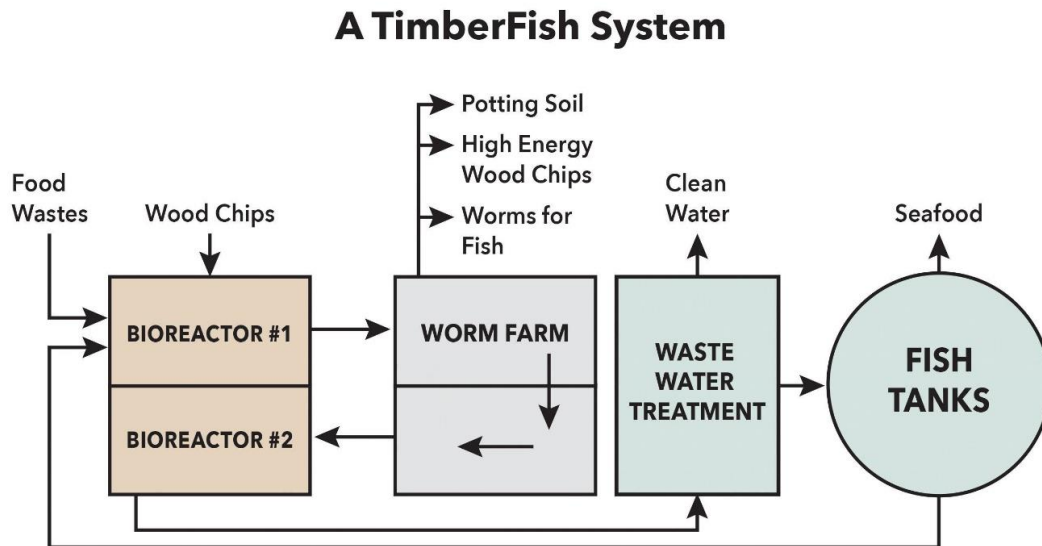 A TimberFish System
Potting Soil
High Energy
Wood Chips
Worms for
Fish
Food
Wastes
Wood Chips
Clean
Water
Seafood
BIOREACTOR #1
WORM FARM
WASTE
WATER
TREATMENT
FISH
TANKS
BIOREACTOR #2